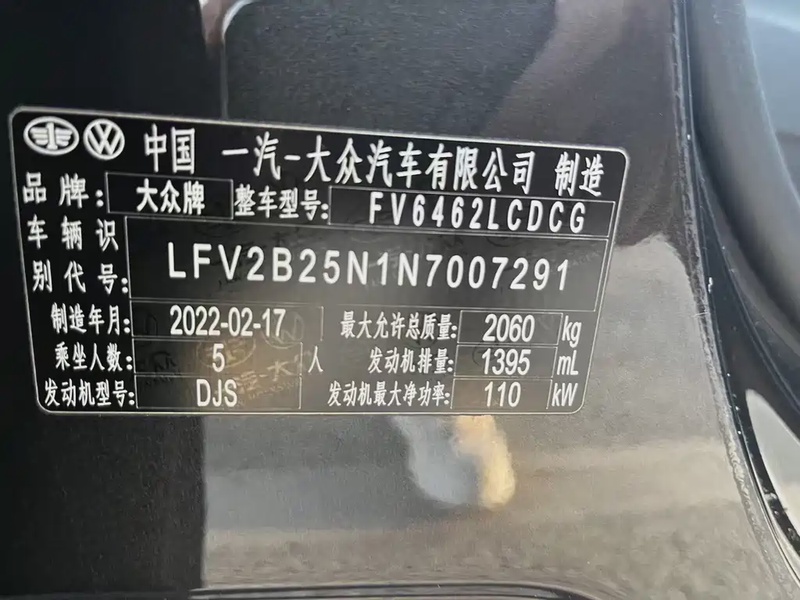 中国 一汽-大众汽车有限公司 制造
品牌: 大众牌 整车型号: FV6462LCDCG
车辆识别代号: LFV2B25N1N7007291
制造年月: 2022-02-17 最大允许总质量: 2060 kg
乘坐人数: 5 人 发动机排量: 1395 mL
发动机型号: DJS 发动机最大净功率: 110 kW